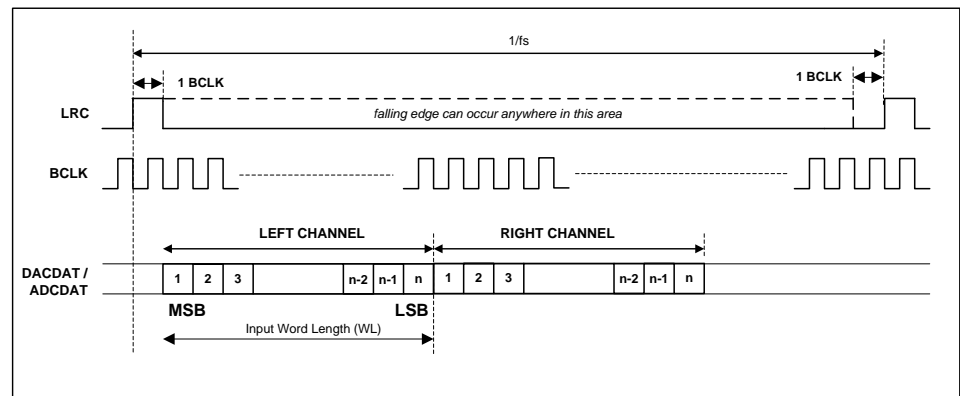 1/fs
1 BCLK
1 BCLK
LRC
falling edge can occur anywhere in this area
BCLK
LEFT CHANNEL
RIGHT CHANNEL
DACDAT /
ADCDAT
1 2 3 n-2 n-1 n 1 2 3 n-2 n-1 n
MSB
LSB
Input Word Length (WL)